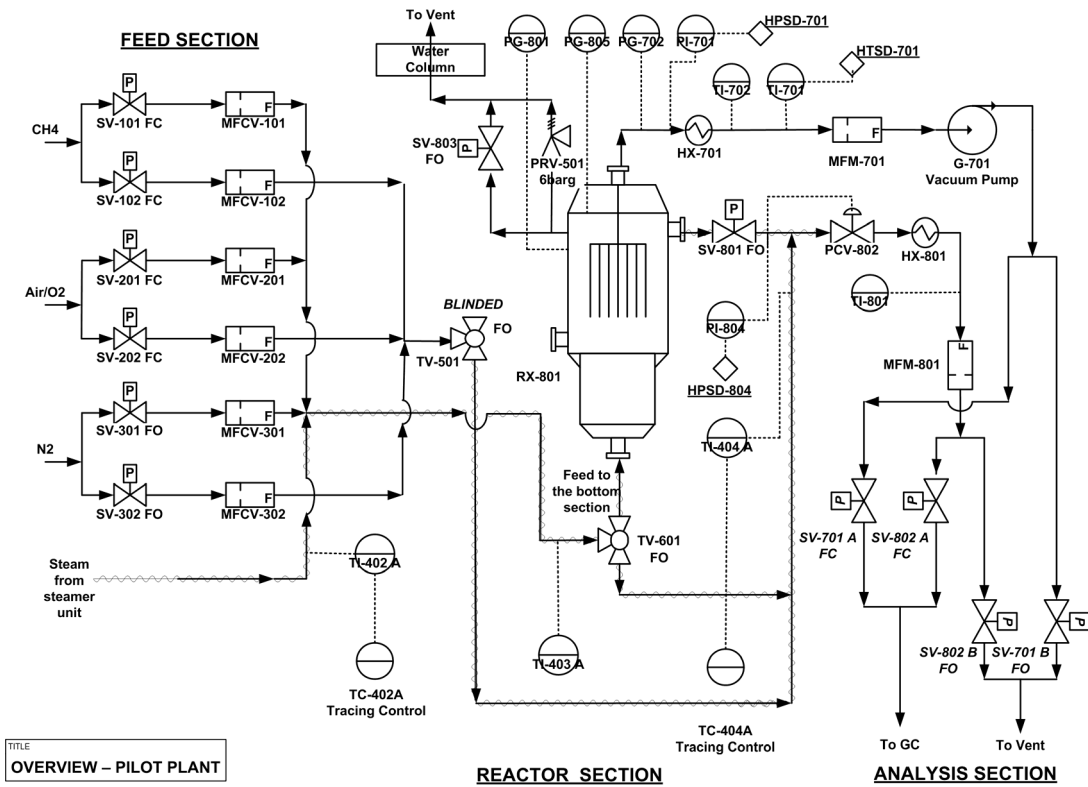 To Vent
HPSD-701
FEED SECTION
PG-801
PG-805
PG-702
PI-701
Water
Column
HTSD-701
P
SV-101 FC
F
MFCV-101
TI-702
TI-701
CH4
SV-803
FO
P
PRV-501
6barg
HX-701
F
MFM-701
G-701
Vacuum Pump
P
SV-102 FC
F
MFCV-102
P
SV-801 FO
PCV-802
HX-801
P
SV-201 FC
F
MFCV-201
Air/O2
BLINDED
TI-801
P
SV-202 FC
F
MFCV-202
FO
TV-501
PI-804
F
MFM-801
RX-801
HPSD-804
P
SV-301 FO
F
MFCV-301
N2
TI-404 A
P
SV-302 FO
F
MFCV-302
Feed to
the bottom
section
P
P
SV-701 A
FC
SV-802 A
FC
TV-601
FO
Steam
from
steamer
unit
TI-402 A
P
P
TI-403 A
SV-802 B
FO
SV-701 B
FO
TC-402A
Tracing Control
TC-404A
Tracing Control
To GC
To Vent
TITLE
OVERVIEW – PILOT PLANT
REACTOR SECTION
ANALYSIS SECTION